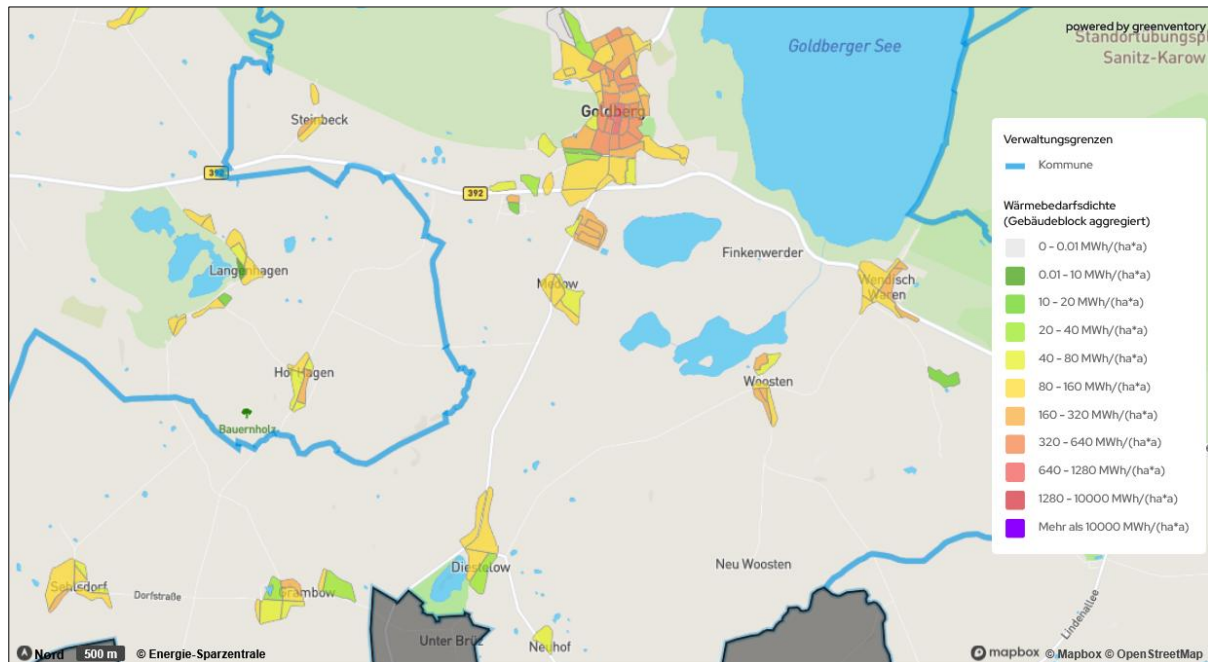 powered by greenventory
Goldberger See
Standortübungspl
Sanitz-Karow
Steinbeck
Goldberg
392
392
Verwaltungsgrenzen
Kommune
Wärmebedarfsdichte
(Gebäudeblock aggregiert)
0 - 0.01 MWh/(ha*a)
0.01 - 10 MWh/(ha*a)
10 - 20 MWh/(ha*a)
20 - 40 MWh/(ha*a)
40 - 80 MWh/(ha*a)
80 - 160 MWh/(ha*a)
160 - 320 MWh/(ha*a)
320 - 640 MWh/(ha*a)
640 - 1280 MWh/(ha*a)
1280 - 10000 MWh/(ha*a)
Mehr als 10000 MWh/(ha*a)
Langenhagen
Finkenwerder
Medow
Wendisch
Waren
Hof Hagen
Woosten
Bauernholz
Diestelow
Neu Woosten
Sehlsdorf
Dorfstraße
Grambow
Unter Brüz
Neuhof
Lindenallee
Nord
500 m
© Energie-Sparzentrale
mapbox
© Mapbox © OpenStreetMap